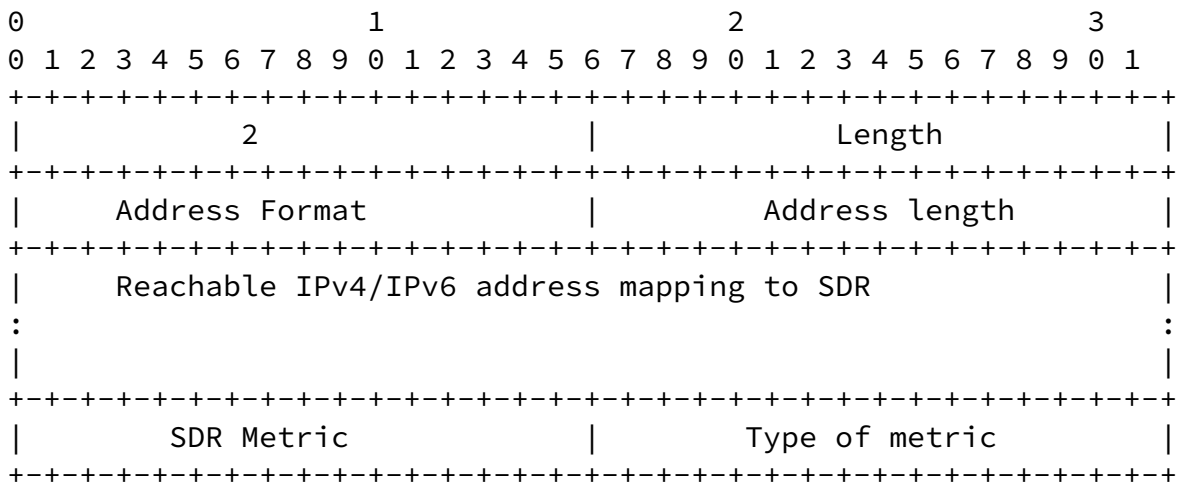 0                   1                   2                   3
0 1 2 3 4 5 6 7 8 9 0 1 2 3 4 5 6 7 8 9 0 1 2 3 4 5 6 7 8 9 0 1
+-+-+-+-+-+-+-+-+-+-+-+-+-+-+-+-+-+-+-+-+-+-+-+-+-+-+-+-+-+-+-+-+
|            2                  |             Length            |
+-+-+-+-+-+-+-+-+-+-+-+-+-+-+-+-+-+-+-+-+-+-+-+-+-+-+-+-+-+-+-+-+
|     Address Format            |         Address length        |
+-+-+-+-+-+-+-+-+-+-+-+-+-+-+-+-+-+-+-+-+-+-+-+-+-+-+-+-+-+-+-+-+
|     Reachable IPv4/IPv6 address mapping to SDR                |
:                                                               :
|                                                               |
+-+-+-+-+-+-+-+-+-+-+-+-+-+-+-+-+-+-+-+-+-+-+-+-+-+-+-+-+-+-+-+-+
|        SDR Metric             |        Type of metric         |
+-+-+-+-+-+-+-+-+-+-+-+-+-+-+-+-+-+-+-+-+-+-+-+-+-+-+-+-+-+-+-+-+